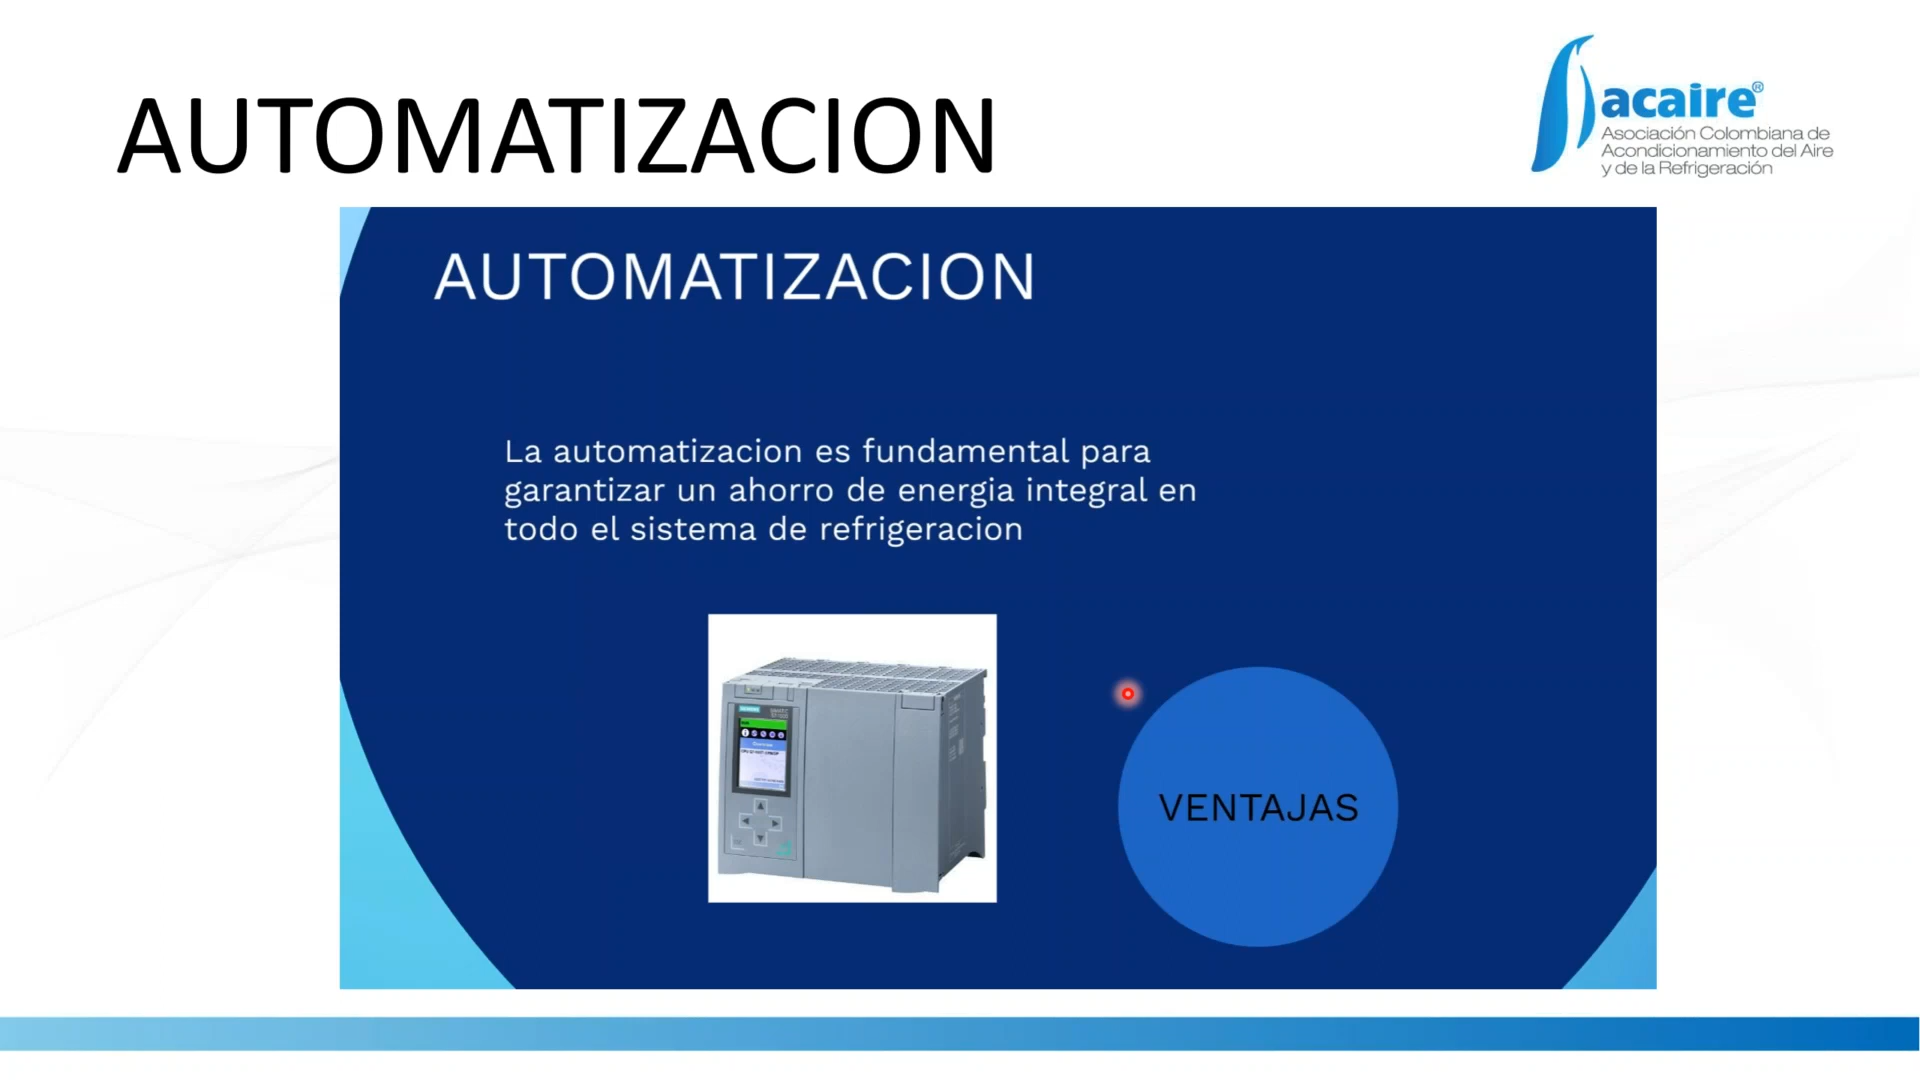 AUTOMATIZACION
acaire®
Asociación Colombiana de
Acondicionamiento del Aire
y de la Refrigeración
AUTOMATIZACION
La automatizacion es fundamental para
garantizar un ahorro de energia integral en
todo el sistema de refrigeracion
SIEMENS
VENTAJAS